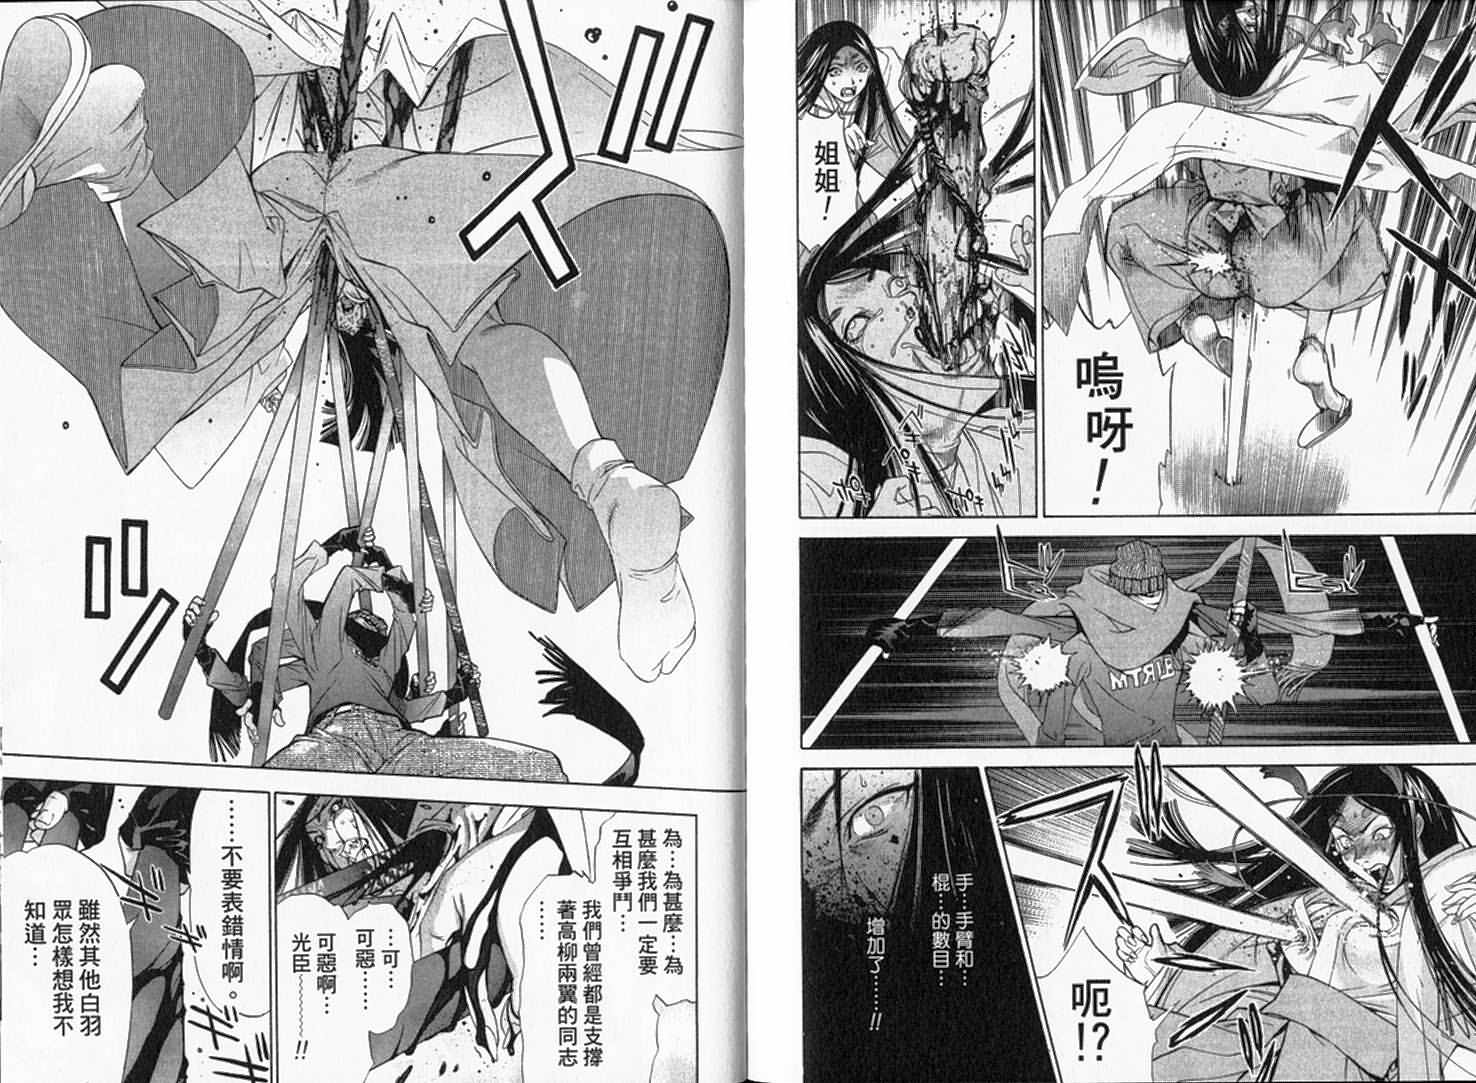 嗚呀！
姐姐！
MTRIBE
呃!?
手…手臂和…
棍…的數目…
增加了……!!
為…為甚麼…為
甚麼我們一定要
互相爭鬥…
我們曾經都是支撐
著高柳兩翼的同志
……
…可…
可惡……
可惡啊…
光臣～～～!!
……不要表錯情啊。
雖然其他白羽
眾怎樣想我不
知道…